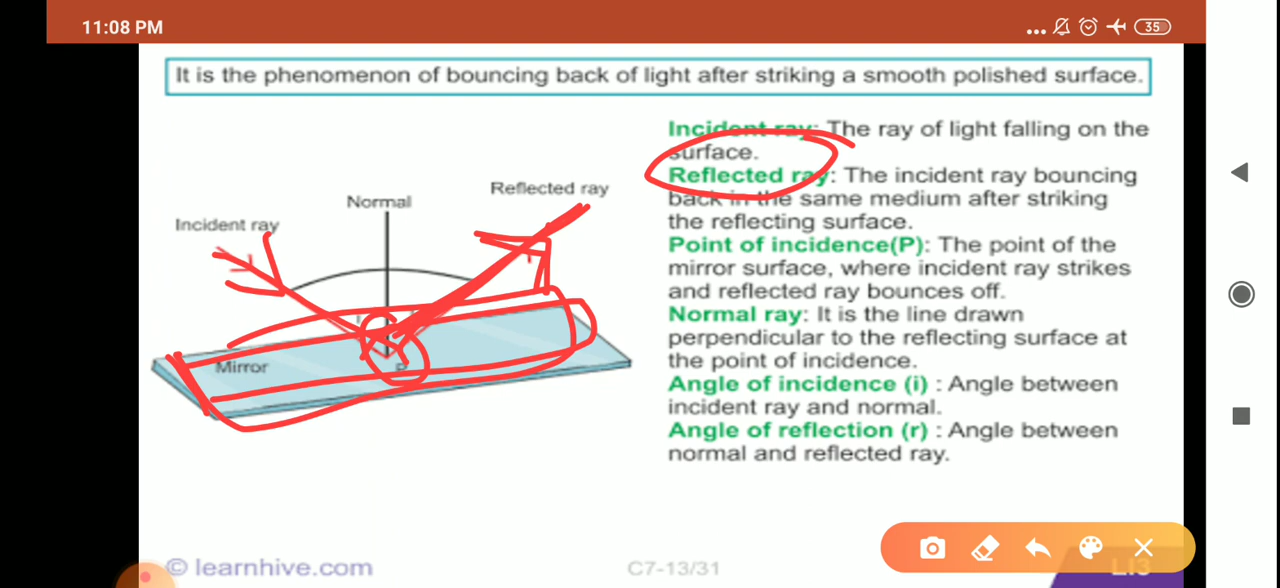 11:08 PM
35
It is the phenomenon of bouncing back of light after striking a smooth polished surface.
Incident ray
Normal
Reflected ray
Mirror
P
Incident ray: The ray of light falling on the
surface.
Reflected ray: The incident ray bouncing
back in the same medium after striking
the reflecting surface.
Point of incidence(P): The point of the
mirror surface, where incident ray strikes
and reflected ray bounces off.
Normal ray: It is the line drawn
perpendicular to the reflecting surface at
the point of incidence.
Angle of incidence (i) : Angle between
incident ray and normal.
Angle of reflection (r) : Angle between
normal and reflected ray.
© learnhive.com
C7-13/31